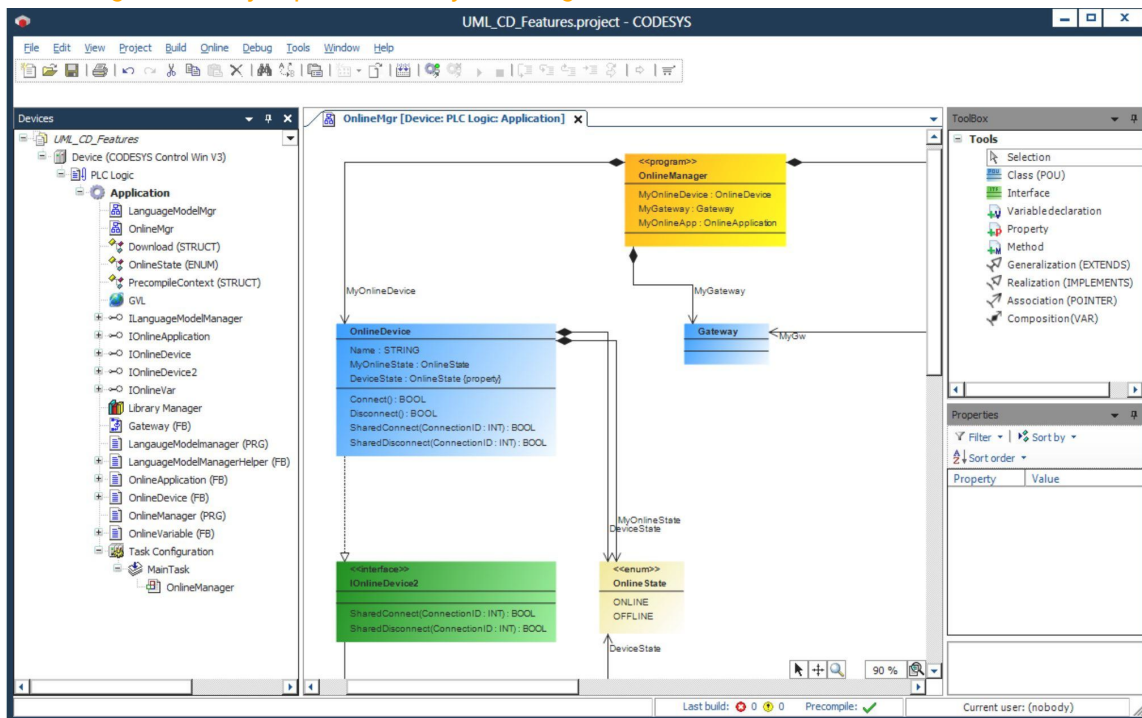 UML_CD_Features.project - CODESYS
File Edit View Project Build Online Debug Tools Window Help
Devices
UML_CD_Features
Device (CODESYS Control Win V3)
PLC Logic
Application
LanguageModelMgr
OnlineMgr
Download (STRUCT)
OnlineState (ENUM)
PrecompileContext (STRUCT)
GVL
ILanguageModelManager
IOnlineApplication
IOnlineDevice
IOnlineDevice2
IOnlineVar
Library Manager
Gateway (FB)
LangaugeModelmanager (PRG)
LanguageModelManagerHelper (FB)
OnlineApplication (FB)
OnlineDevice (FB)
OnlineManager (PRG)
OnlineVariable (FB)
Task Configuration
MainTask
OnlineManager
OnlineMgr [Device: PLC Logic: Application]
<<program>>
OnlineManager
MyOnlineDevice : OnlineDevice
MyGateway : Gateway
MyOnlineApp : OnlineApplication
MyOnlineDevice
MyGateway
OnlineDevice
Name : STRING
MyOnlineState : OnlineState
DeviceState : OnlineState {property}
Connect() : BOOL
Disconnect() : BOOL
SharedConnect(ConnectionID : INT) : BOOL
SharedDisconnect(ConnectionID : INT) : BOOL
Gateway
MyGw
MyOnlineState
DeviceState
<<interface>>
IOnlineDevice2
SharedConnect(ConnectionID : INT) : BOOL
SharedDisconnect(ConnectionID : INT) : BOOL
<<enum>>
OnlineState
ONLINE
OFFLINE
DeviceState
90 %
ToolBox
Tools
Selection
Class (POU)
Interface
Variable declaration
Property
Method
Generalization (EXTENDS)
Realization (IMPLEMENTS)
Association (POINTER)
Composition(VAR)
Properties
Filter Sort by
Sort order
Property Value
Last build: 0 0 Precompile: Current user: (nobody)